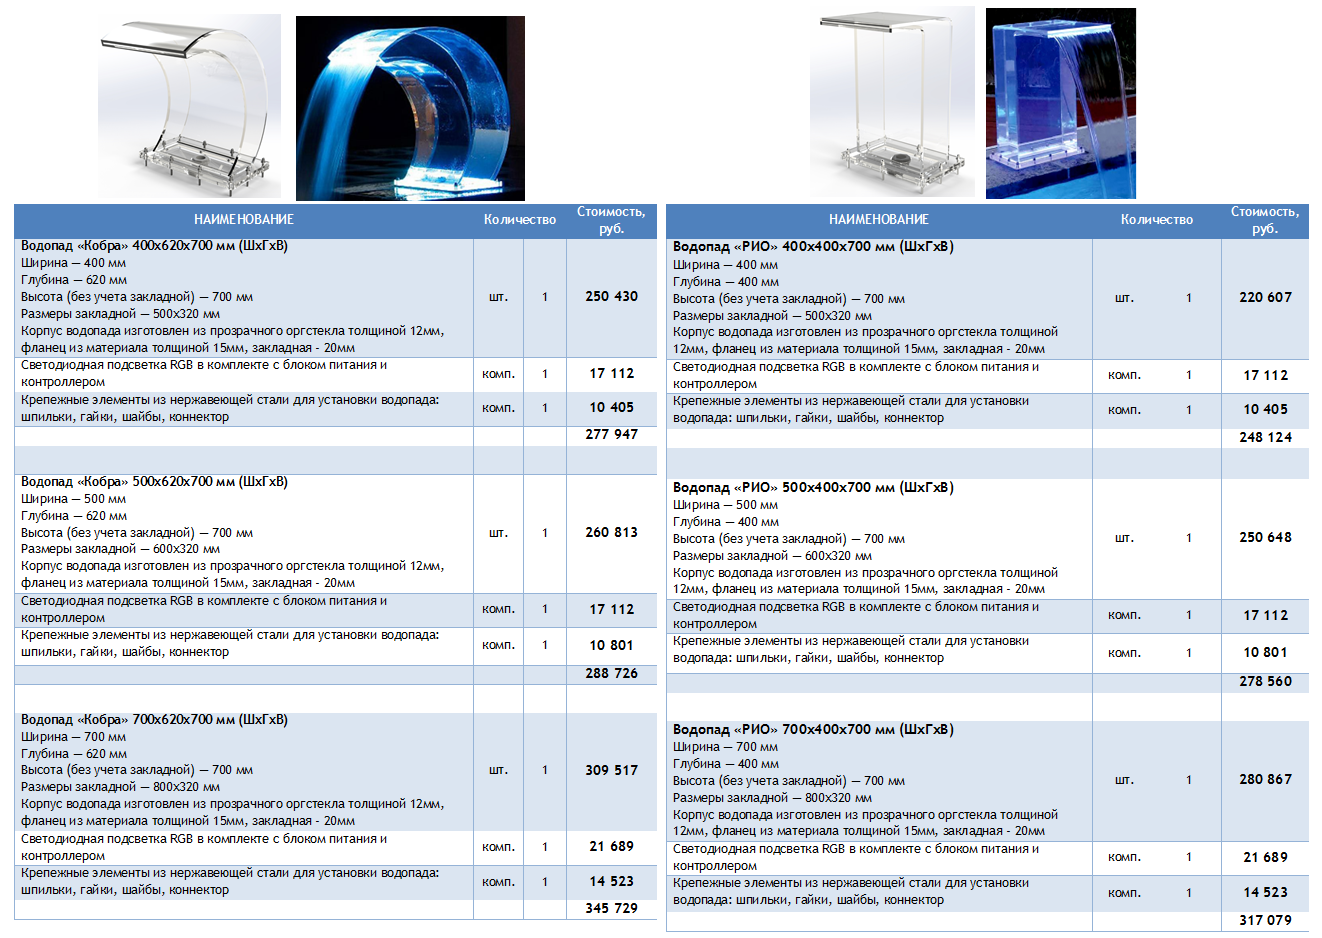 НАИМЕНОВАНИЕ
Количество
Стоимость,
руб.
Водопад «Кобра» 400х620х700 мм (ШхГхВ)
Ширина — 400 мм
Глубина — 620 мм
Высота (без учета закладной) — 700 мм
Размеры закладной — 500х320 мм
Корпус водопада изготовлен из прозрачного оргстекла толщиной 12мм,
фланец из материала толщиной 15мм, закладная - 20мм
шт.
1
250 430
Светодиодная подсветка RGB в комплекте с блоком питания и
контроллером
комп.
1
17 112
Крепежные элементы из нержавеющей стали для установки водопада:
шпильки, гайки, шайбы, коннектор
комп.
1
10 405
277 947
Водопад «Кобра» 500х620х700 мм (ШхГхВ)
Ширина — 500 мм
Глубина — 620 мм
Высота (без учета закладной) — 700 мм
Размеры закладной — 600х320 мм
Корпус водопада изготовлен из прозрачного оргстекла толщиной 12мм,
фланец из материала толщиной 15мм, закладная - 20мм
шт.
1
260 813
Светодиодная подсветка RGB в комплекте с блоком питания и
контроллером
комп.
1
17 112
Крепежные элементы из нержавеющей стали для установки водопада:
шпильки, гайки, шайбы, коннектор
комп.
1
10 801
288 726
Водопад «Кобра» 700х620х700 мм (ШхГхВ)
Ширина — 700 мм
Глубина — 620 мм
Высота (без учета закладной) — 700 мм
Размеры закладной — 800х320 мм
Корпус водопада изготовлен из прозрачного оргстекла толщиной 12мм,
фланец из материала толщиной 15мм, закладная - 20мм
шт.
1
309 517
Светодиодная подсветка RGB в комплекте с блоком питания и
контроллером
комп.
1
21 689
Крепежные элементы из нержавеющей стали для установки водопада:
шпильки, гайки, шайбы, коннектор
комп.
1
14 523
345 729
НАИМЕНОВАНИЕ
Количество
Стоимость,
руб.
Водопад «РИО» 400х400х700 мм (ШхГхВ)
Ширина — 400 мм
Глубина — 400 мм
Высота (без учета закладной) — 700 мм
Размеры закладной — 500х320 мм
Корпус водопада изготовлен из прозрачного оргстекла толщиной
12мм, фланец из материала толщиной 15мм, закладная - 20мм
шт.
1
220 607
Светодиодная подсветка RGB в комплекте с блоком питания и
контроллером
комп.
1
17 112
Крепежные элементы из нержавеющей стали для установки
водопада: шпильки, гайки, шайбы, коннектор
комп.
1
10 405
248 124
Водопад «РИО» 500х400х700 мм (ШхГхВ)
Ширина — 500 мм
Глубина — 400 мм
Высота (без учета закладной) — 700 мм
Размеры закладной — 600х320 мм
Корпус водопада изготовлен из прозрачного оргстекла толщиной
12мм, фланец из материала толщиной 15мм, закладная - 20мм
шт.
1
250 648
Светодиодная подсветка RGB в комплекте с блоком питания и
контроллером
комп.
1
17 112
Крепежные элементы из нержавеющей стали для установки
водопада: шпильки, гайки, шайбы, коннектор
комп.
1
10 801
278 560
Водопад «РИО» 700х400х700 мм (ШхГхВ)
Ширина — 700 мм
Глубина — 400 мм
Высота (без учета закладной) — 700 мм
Размеры закладной — 800х320 мм
Корпус водопада изготовлен из прозрачного оргстекла толщиной
12мм, фланец из материала толщиной 15мм, закладная - 20мм
шт.
1
280 867
Светодиодная подсветка RGB в комплекте с блоком питания и
контроллером
комп.
1
21 689
Крепежные элементы из нержавеющей стали для установки
водопада: шпильки, гайки, шайбы, коннектор
комп.
1
14 523
317 079